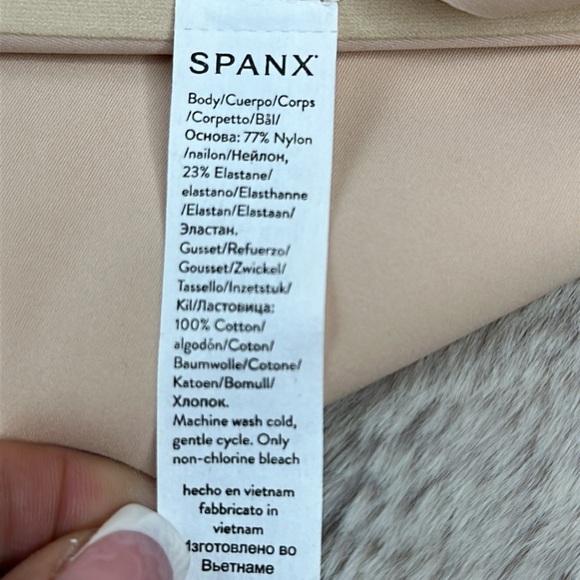 SPANX
Body/Cuerpo/Corps
/Corpetto/Bål/
Основа: 77% Nylon
/nailon/Нейлон,
23% Elastane/
elastano/Elasthanne
/Elastan/Elastaan/
Эластан.
Gusset/Refuerzo/
Gousset/Zwickel/
Tassello/Inzetstuk/
Kil/Ластовица:
100% Cotton/
algodón/Coton/
Baumwolle/Cotone/
Katoen/Bomull/
Хлопок.
Machine wash cold,
gentle cycle. Only
non-chlorine bleach
hecho en vietnam
fabbricato in
vietnam
Изготовлено во
Вьетнаме